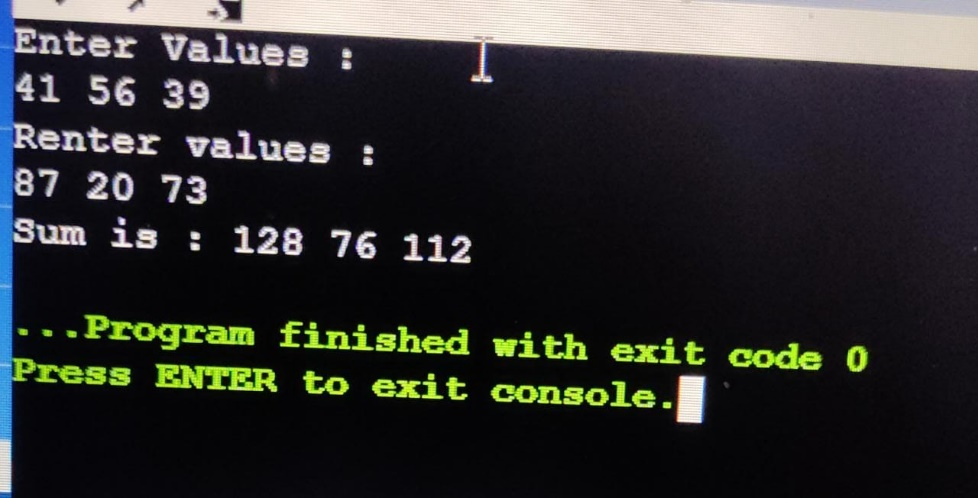 Enter Values :
41 56 39
Renter values :
87 20 73
Sum is : 128 76 112
...Program finished with exit code 0
Press ENTER to exit console.